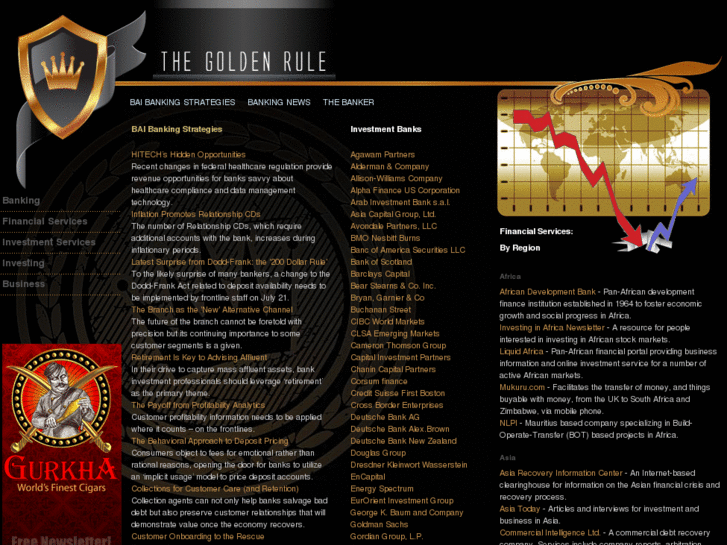 THE GOLDEN RULE
BAI BANKING STRATEGIES
BANKING NEWS
THE BANKER
Banking
Financial Services
Investment Services
Investing
Business
GURKHA
World's Finest Cigars
Free Newsletter!
BAI Banking Strategies
HITECH's Hidden Opportunities
Recent changes in federal healthcare regulation provide
revenue opportunities for banks savvy about
healthcare compliance and data management
technology.
Inflation Promotes Relationship CDs
The number of Relationship CDs, which require
additional accounts with the bank, increases during
inflationary periods.
Latest Surprise from Dodd-Frank: the '200 Dollar Rule'
To the likely surprise of many bankers, a change to the
Dodd-Frank Act related to deposit availability needs to
be implemented by frontline staff on July 21.
The Branch as the 'New' Alternative Channel
The future of the branch cannot be foretold with
precision but its continuing importance to some
customer segments is a given.
Retirement Is Key to Advising Affluent
In their drive to capture mass affluent assets, bank
investment professionals should leverage 'retirement'
as the primary theme.
The Payoff from Profitability Analytics
Customer profitability information needs to be applied
where it counts – on the frontlines.
The Behavioral Approach to Deposit Pricing
Consumers object to fees for emotional rather than
rational reasons, opening the door for banks to utilize
an 'implicit usage' model to price deposit accounts.
Collections for Customer Care (and Retention)
Collection agents can not only help banks salvage bad
debt but also preserve customer relationships that will
demonstrate value once the economy recovers.
Customer Onboarding to the Rescue
Investment Banks
Agawam Partners
Alderman & Company
Allison-Williams Company
Alpha Finance US Corporation
Arab Investment Bank s.a.l.
Asia Capital Group, Ltd.
Avondale Partners, LLC
BMO Nesbitt Burns
Banc of America Securities LLC
Bank of Scotland
Barclays Capital
Bear Stearns & Co. Inc.
Bryan, Garnier & Co
Buchanan Street
CIBC World Markets
CLSA Emerging Markets
Cameron Thomson Group
Capital Investment Partners
Chanin Capital Partners
Corsum finance
Credit Suisse First Boston
Cross Border Enterprises
Deutsche Bank AG
Deutsche Bank Alex.Brown
Deutsche Bank New Zealand
Douglas Group
Dresdner Kleinwort Wasserstein
EnCapital
Energy Spectrum
EurOrient Investment Group
George K. Baum and Company
Goldman Sachs
Gordian Group, L.P.
Financial Services:
By Region
Africa
African Development Bank - Pan-African development
finance institution established in 1964 to foster economic
growth and social progress in Africa.
Investing in Africa Newsletter - A resource for people
interested in investing in African stock markets.
Liquid Africa - Pan-African financial portal providing business
information and online investment service for a number of
active African markets.
Mukuru.com - Facilitates the transfer of money, and things
buyable with money, from the UK to South Africa and
Zimbabwe, via mobile phone.
NLPI - Mauritius based company specializing in Build-
Operate-Transfer (BOT) based projects in Africa.
Asia
Asia Recovery Information Center - An Internet-based
clearinghouse for information on the Asian financial crisis and
recovery process.
Asia Today - Articles and interviews for investment and
business in Asia.
Commercial Intelligence Ltd. - A commercial debt recovery
company. Services include company reports, arbitration,